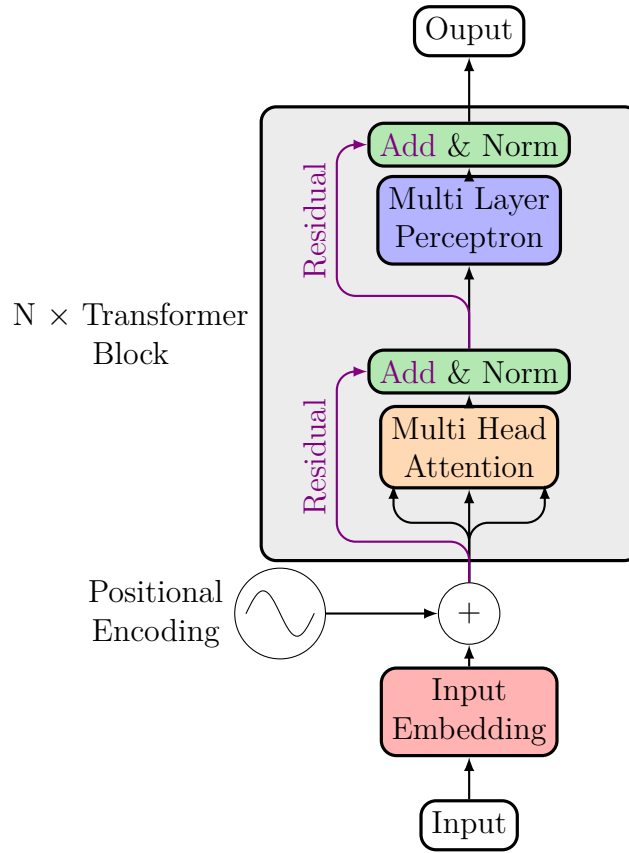 Ouput
Add & Norm
Multi Layer
Perceptron
Residual
N × Transformer
Block
Add & Norm
Multi Head
Attention
Residual
Positional
Encoding
+
Input
Embedding
Input